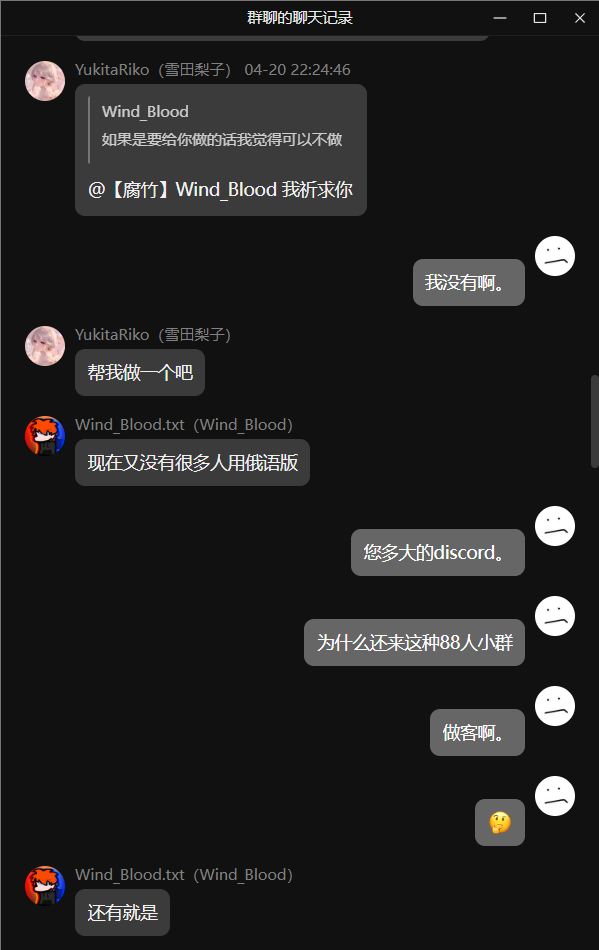 群聊的聊天记录
YukitaRiko（雪田梨子） 04-20 22:24:46
Wind_Blood
如果是要给你做的话我觉得可以不做
@【腐竹】Wind_Blood 我祈求你
我没有啊。
YukitaRiko（雪田梨子）
帮我做一个吧
Wind_Blood.txt（Wind_Blood）
现在又没有很多人用俄语版
您多大的discord。
为什么还来这种88人小群
做客啊。
🤔
Wind_Blood.txt（Wind_Blood）
还有就是